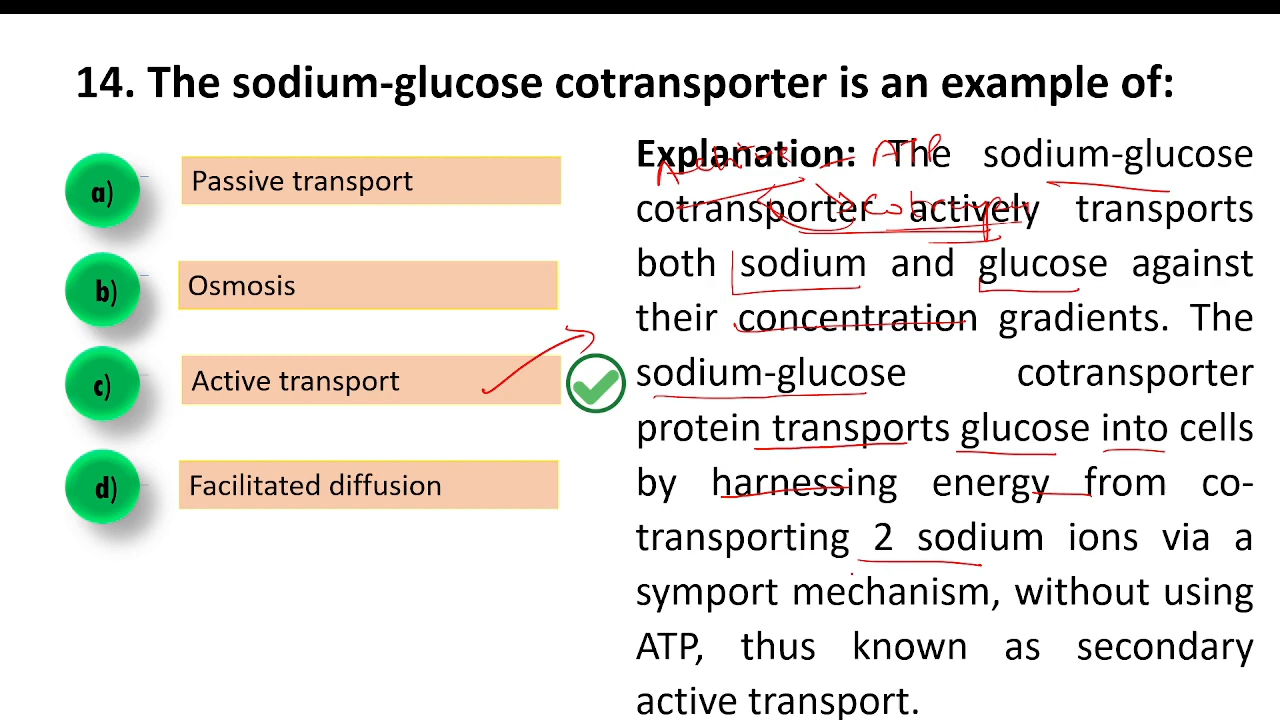 14. The sodium-glucose cotransporter is an example of:
a) Passive transport
b) Osmosis
c) Active transport
d) Facilitated diffusion
Explanation: The sodium-glucose
cotransporter actively transports
both sodium and glucose against
their concentration gradients. The
sodium-glucose cotransporter
protein transports glucose into cells
by harnessing energy from co-
transporting 2 sodium ions via a
symport mechanism, without using
ATP, thus known as secondary
active transport.
Active - ATP